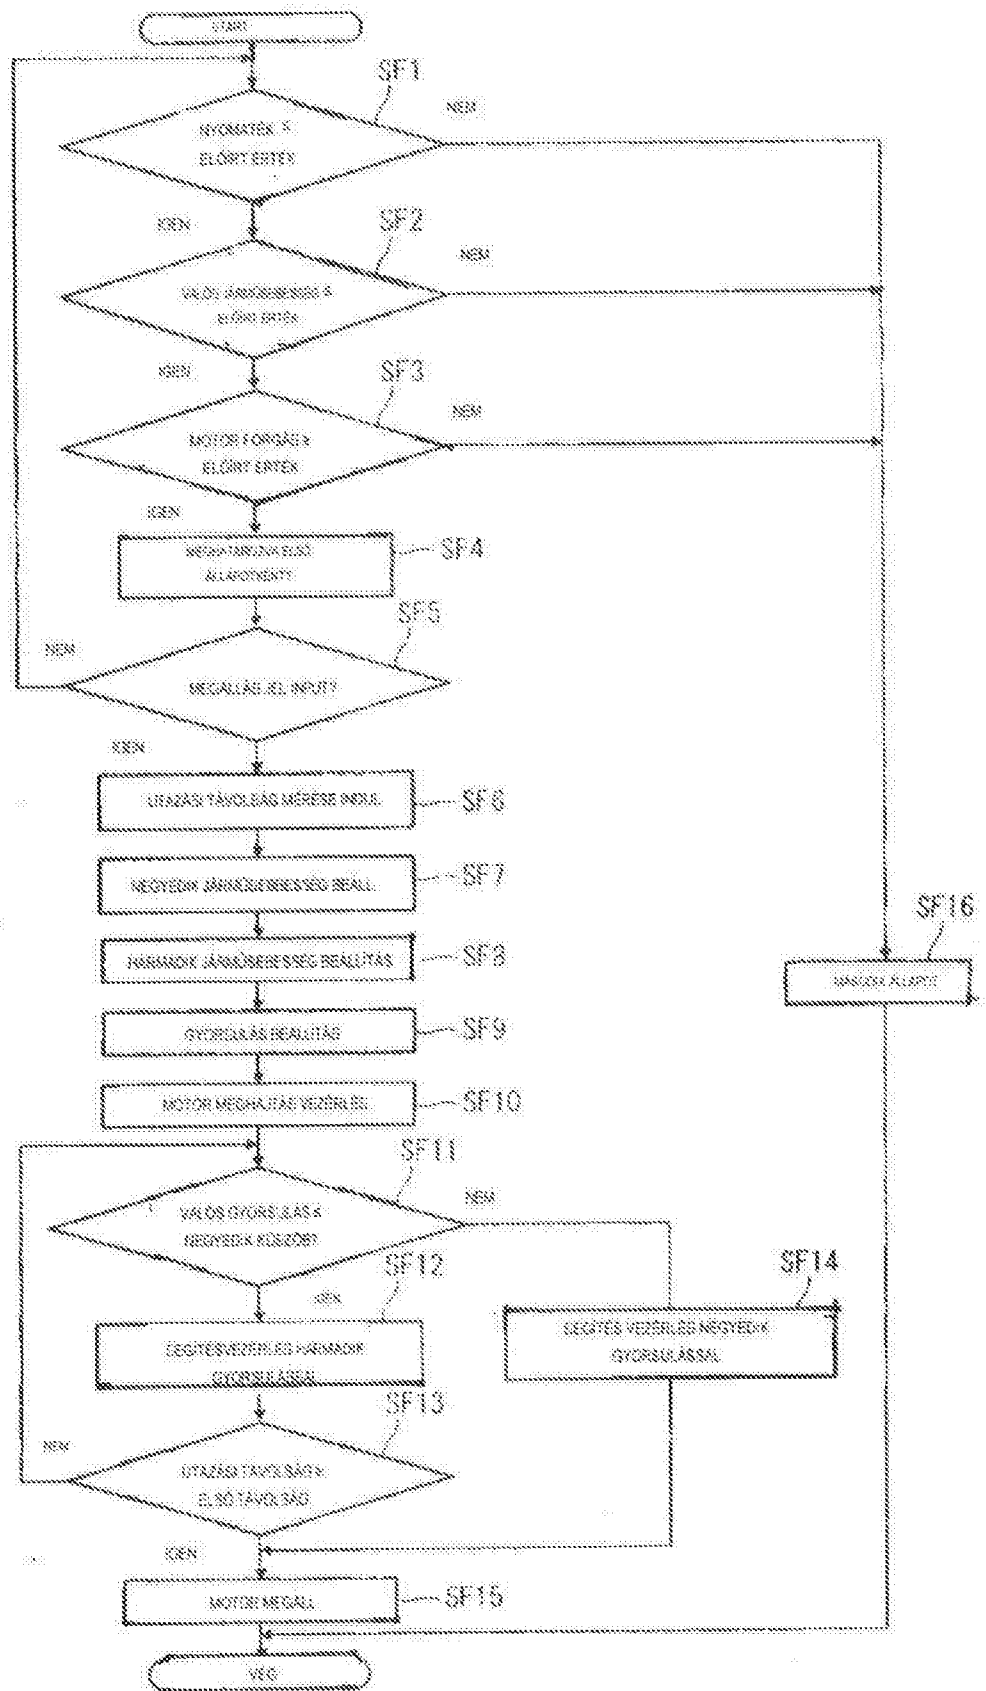 START
SF1
NEM
NYOMATÉK ≤
ELŐÍRT ÉRTÉK
IGEN
SF2
NEM
VALÓS JÁRMŰSEBESSÉG ≤
ELŐÍRT ÉRTÉK
IGEN
SF3
NEM
MOTOR FORGÁS
ELŐÍRT ÉRTÉK
IGEN
SF4
ELSŐ
SF5
NEM
MEGÁLLÁS JEL INPUT?
IGEN
UTAZÁSI TÁVOLSÁG MÉRÉSE INDUL
SF6
NEGYEDIK JÁRMŰSEBESSÉG BEÁLL.
SF7
HARMADIK JÁRMŰSEBESSÉG BEÁLLÍTÁS
SF8
SF16
ÁLLAPOT
GYORSULÁS BEÁLLÍTÁS
SF9
MOTOR MEGHAJTÁS VEZÉRLÉS
SF10
SF11
NEM
VALÓS GYORSULÁS ≤
NEGYEDIK KÜSZÖB?
SF12
IGEN
SF14
HARMADIK
GYORSULÁSSAL
VEZÉRLÉS NEGYEDIK
GYORSULÁSSAL
SF13
NEM
UTAZÁSI TÁVOLSÁG
ELSŐ TÁVOLSÁG
IGEN
MOTOR MEGÁLL
SF15
VÉG